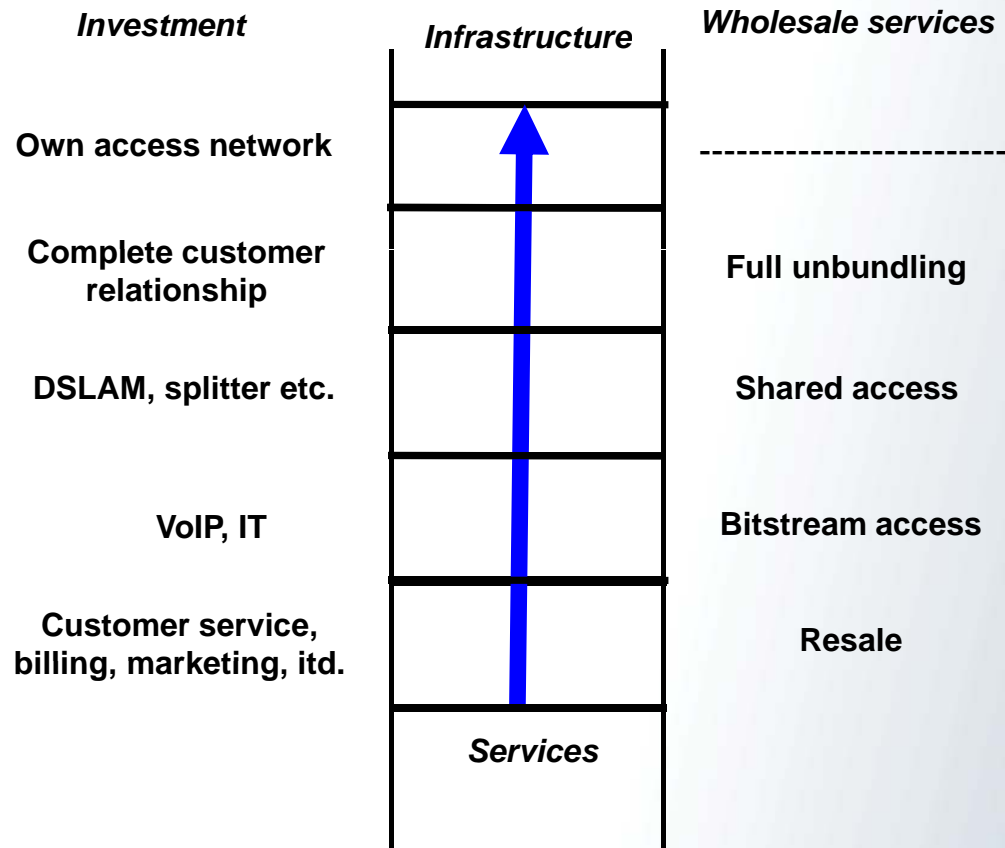 Investment
Infrastructure
Wholesale services
Own access network
----------------------------
Complete customer
relationship
Full unbundling
DSLAM, splitter etc.
Shared access
VoIP, IT
Bitstream access
Customer service,
billing, marketing, itd.
Resale
Services